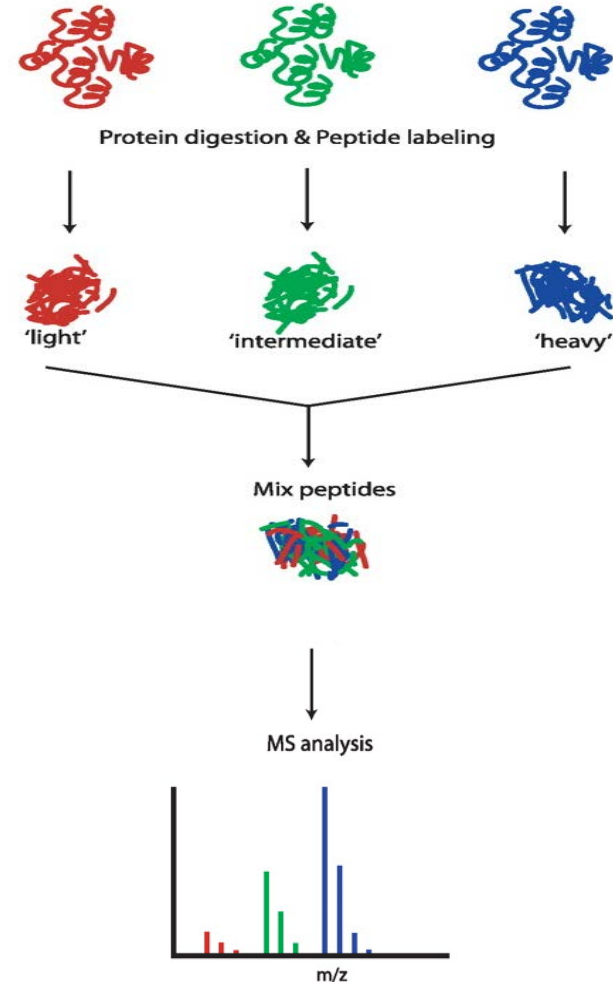 Protein digestion & Peptide labeling
'light' 'intermediate' 'heavy'
Mix peptides
MS analysis
m/z